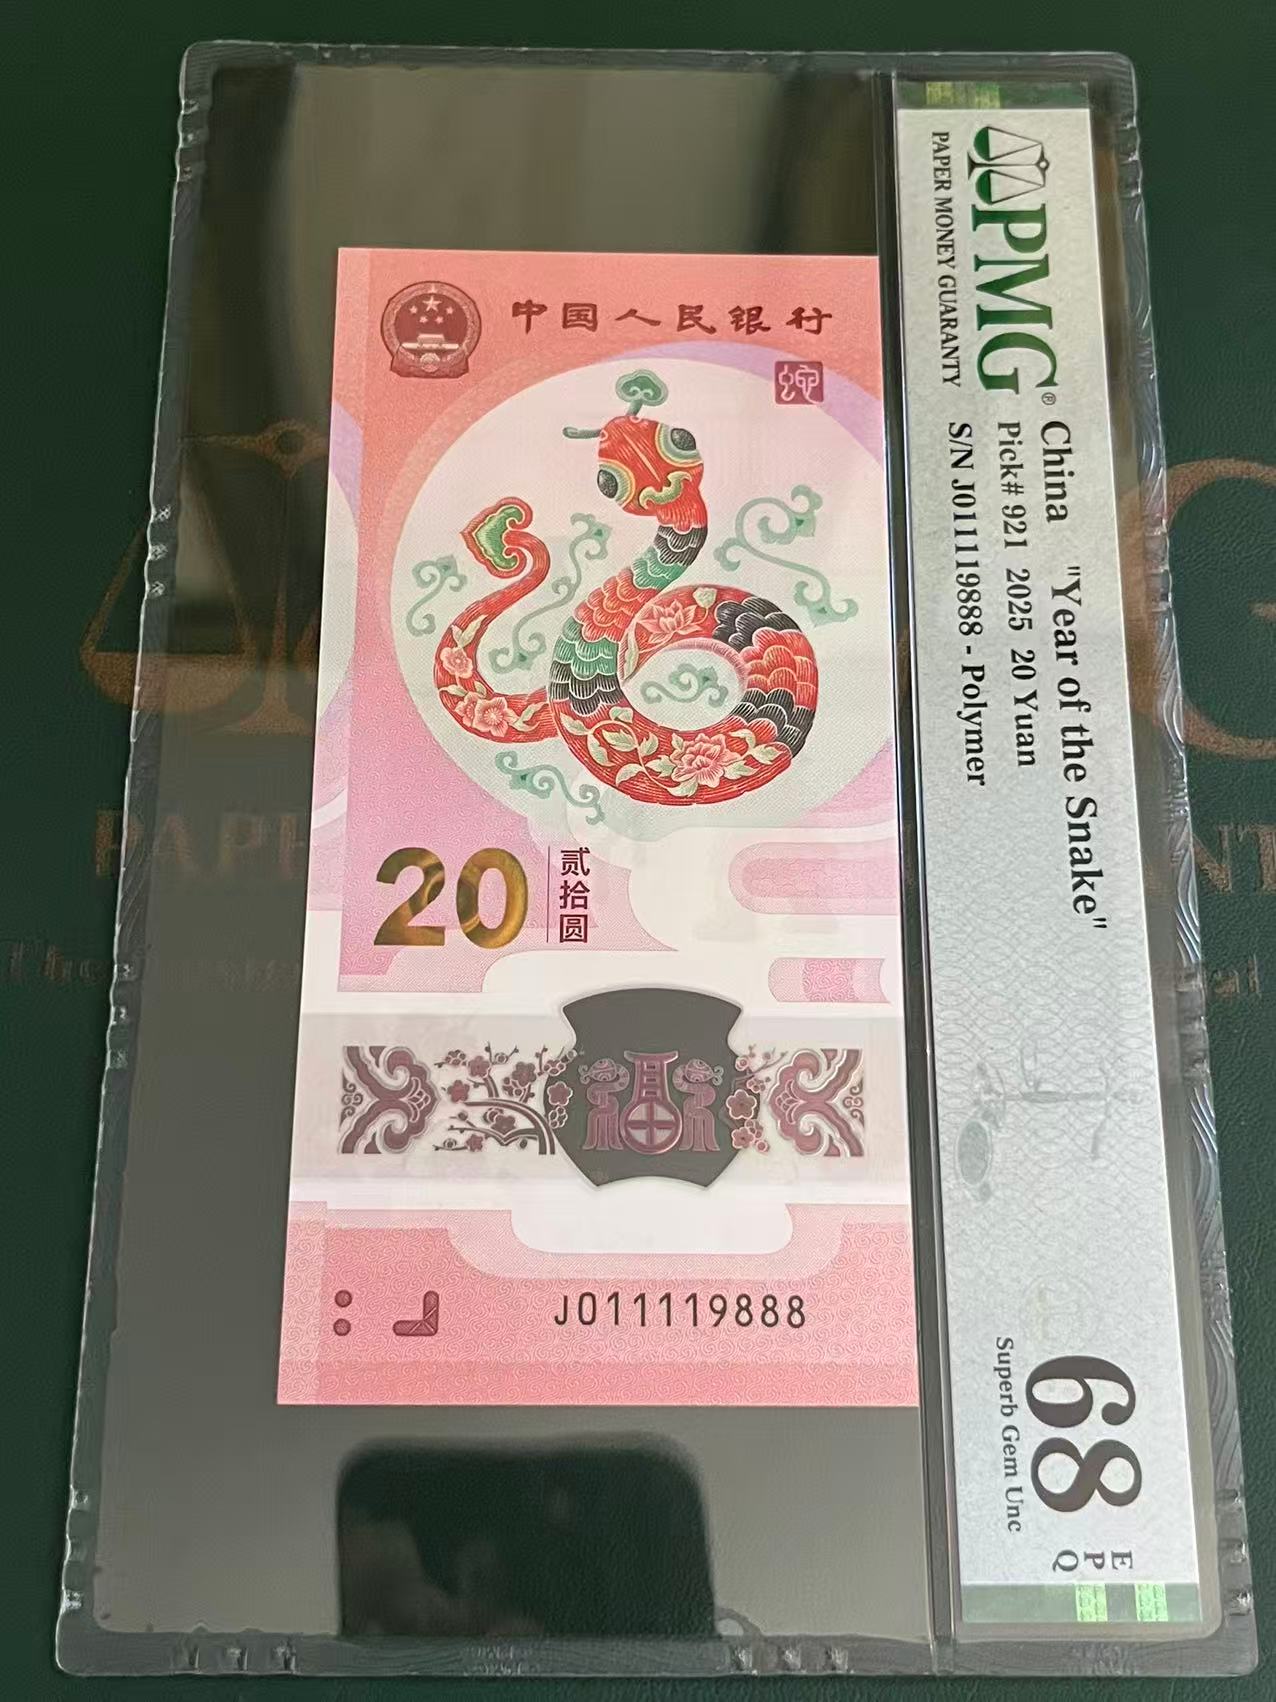 中国人民银行
蛇
20 贰拾圆
J011119888
PMG®
PAPER MONEY GUARANTY
China "Year of the Snake"
Pick# 921 2025 20 Yuan
S/N J011119888 - Polymer
68 EPQ
Superb Gem Unc